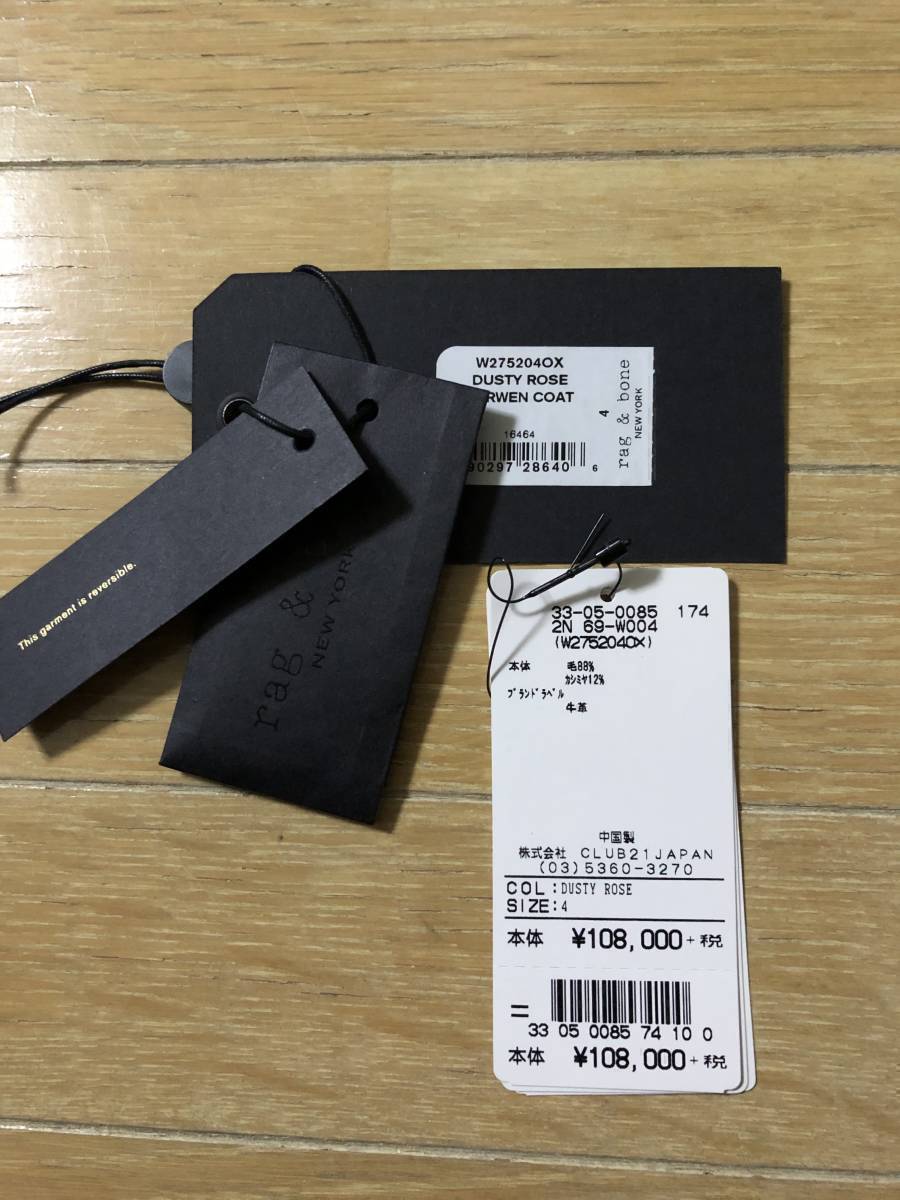 W275204OX
DUSTY ROSE
RWEN COAT
4
16464
90297 28640 6
rag & bone
NEW YORK
This garment is reversible.
rag &
NEW YORK
33-05-0085 174
2N 69-W004
(W275204OX)
本体 毛88%
カシミヤ12%
ブランドラベル
牛革
中国製
株式会社 CLUB21JAPAN
(03)5360-3270
COL:DUSTY ROSE
SIZE:4
本体 ¥108,000+税
33 05 0085 74 10 0
本体 ¥108,000+税